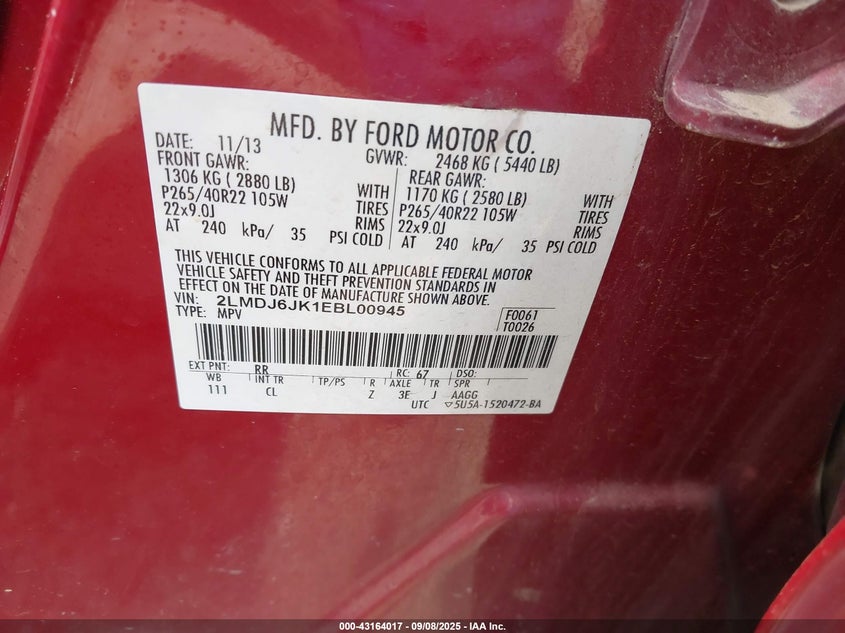 MFD. BY FORD MOTOR CO.
DATE: 11/13 GVWR: 2468 KG ( 5440 LB)
FRONT GAWR: REAR GAWR:
1306 KG ( 2880 LB) WITH 1170 KG ( 2580 LB) WITH
P265/40R22 105W TIRES P265/40R22 105W TIRES
22x9.0J RIMS 22x9.0J RIMS
AT 240 kPa/ 35 PSI COLD AT 240 kPa/ 35 PSI COLD
THIS VEHICLE CONFORMS TO ALL APPLICABLE FEDERAL MOTOR
VEHICLE SAFETY AND THEFT PREVENTION STANDARDS IN
EFFECT ON THE DATE OF MANUFACTURE SHOWN ABOVE.
VIN: 2LMDJ6JK1EBL00945 F0061
TYPE: MPV T0026
EXT PNT: RR RC: 67 DSO:
WB INT TR TP/PS R AXLE TR SPR
111 CL Z 3E J AAGG
UTC ▽5U5A-1520472-BA
000-43164017 - 09/08/2025 - IAA Inc.